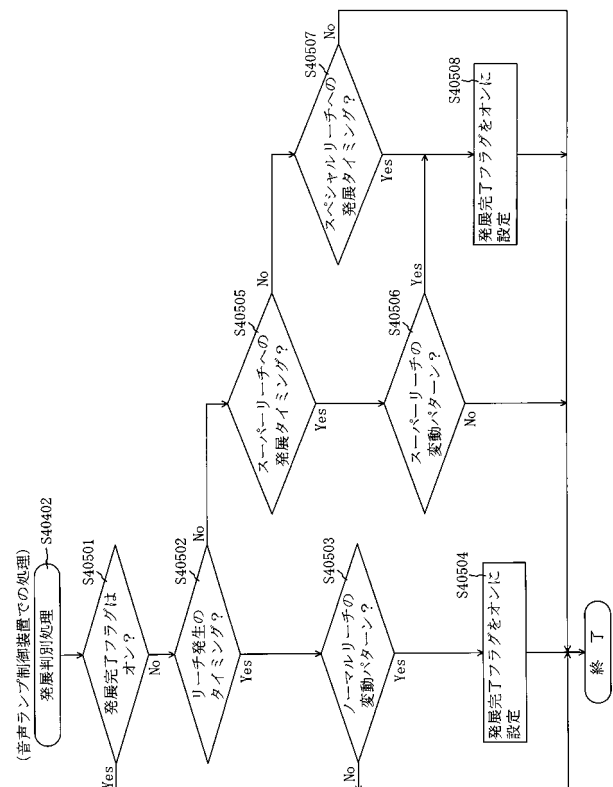 (音声ランプ制御装置での処理)
発展判別処理
S40402
S40501
発展完了フラグは
オン?
Yes
No
S40502
リーチ発生の
タイミング?
No
Yes
S40503
ノーマルリーチの
変動パターン?
No
Yes
S40504
発展完了フラグをオンに
設定
S40505
スーパーリーチへの
発展タイミング?
No
Yes
S40506
スーパーリーチの
変動パターン?
Yes
No
S40507
スペシャルリーチへの
発展タイミング?
No
Yes
S40508
発展完了フラグをオンに
設定
終了